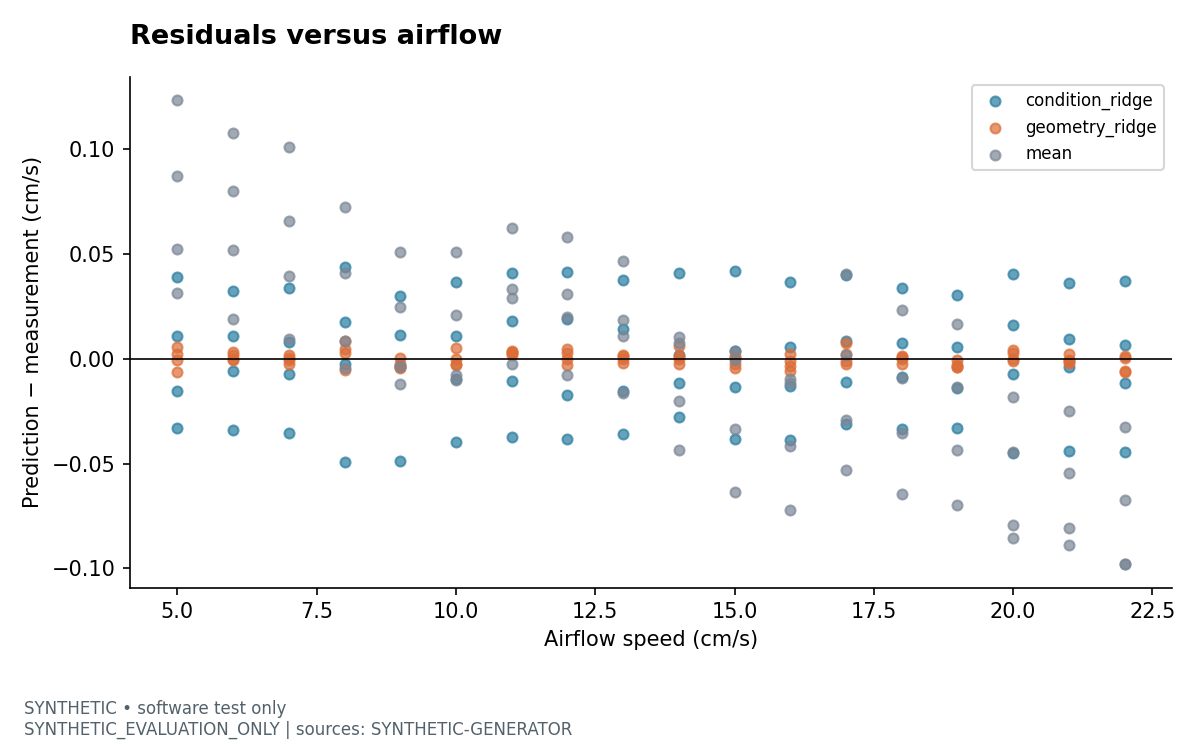 Residuals versus airflow
condition_ridge
geometry_ridge
mean
Prediction − measurement (cm/s)
0.10
0.05
0.00
−0.05
−0.10
5.0 7.5 10.0 12.5 15.0 17.5 20.0 22.5
Airflow speed (cm/s)
SYNTHETIC • software test only
SYNTHETIC_EVALUATION_ONLY | sources: SYNTHETIC-GENERATOR